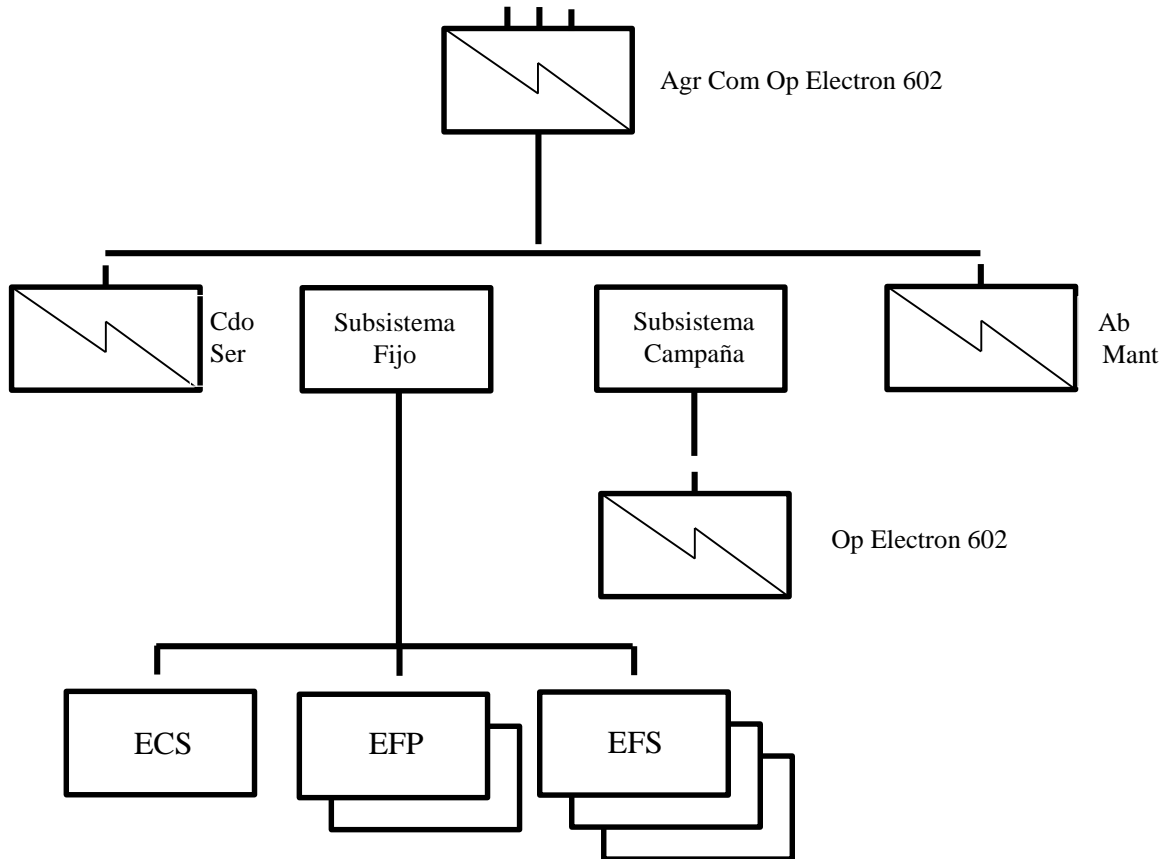 Agr Com Op Electron 602
Cdo
Ser
Subsistema
Fijo
Subsistema
Campaña
Ab
Mant
Op Electron 602
ECS
EFP
EFS